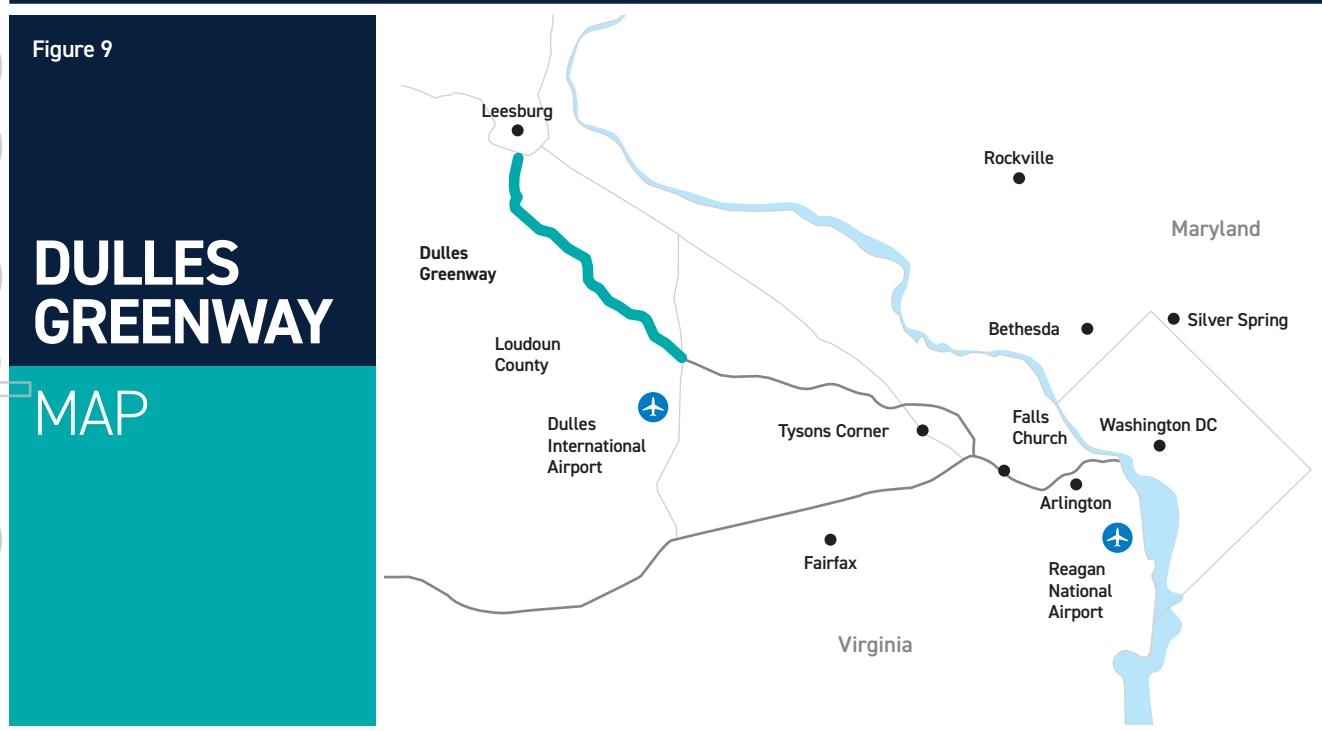 Figure 9
DULLES
GREENWAY
MAP
Leesburg
Rockville
Maryland
Dulles
Greenway
Silver Spring
Bethesda
Loudoun
County
Falls
Church
Washington DC
Dulles
International
Airport
Tysons Corner
Arlington
Fairfax
Reagan
National
Airport
Virginia